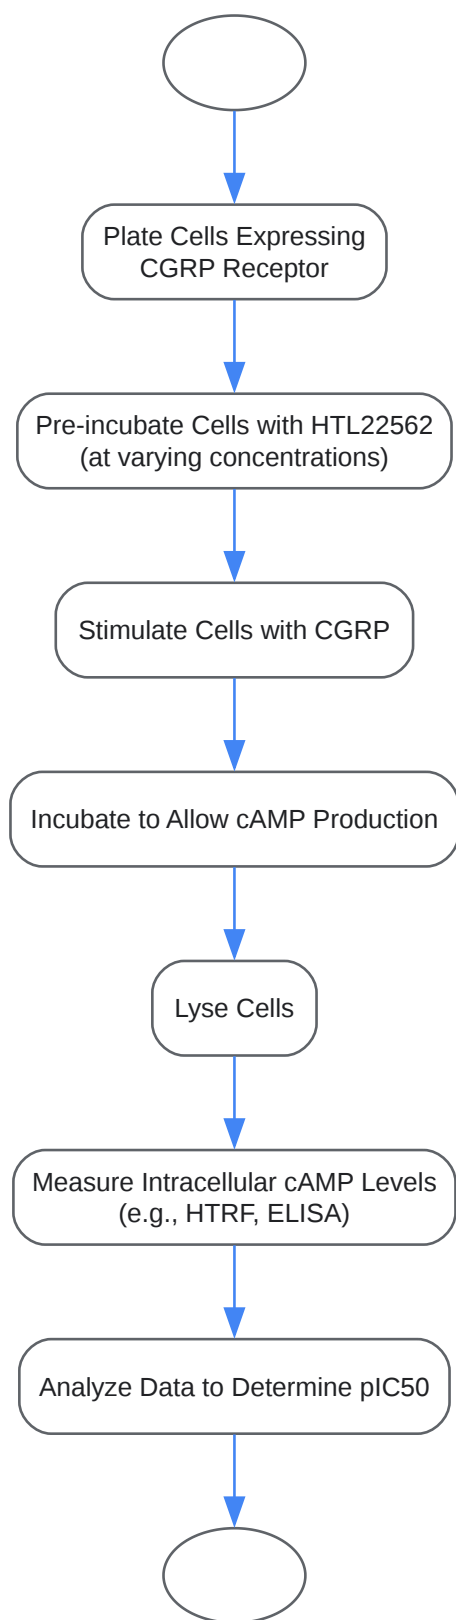 Plate Cells Expressing
CGRP Receptor
Pre-incubate Cells with HTL22562
(at varying concentrations)
Stimulate Cells with CGRP
Incubate to Allow cAMP Production
Lyse Cells
Measure Intracellular cAMP Levels
(e.g., HTRF, ELISA)
Analyze Data to Determine pIC50